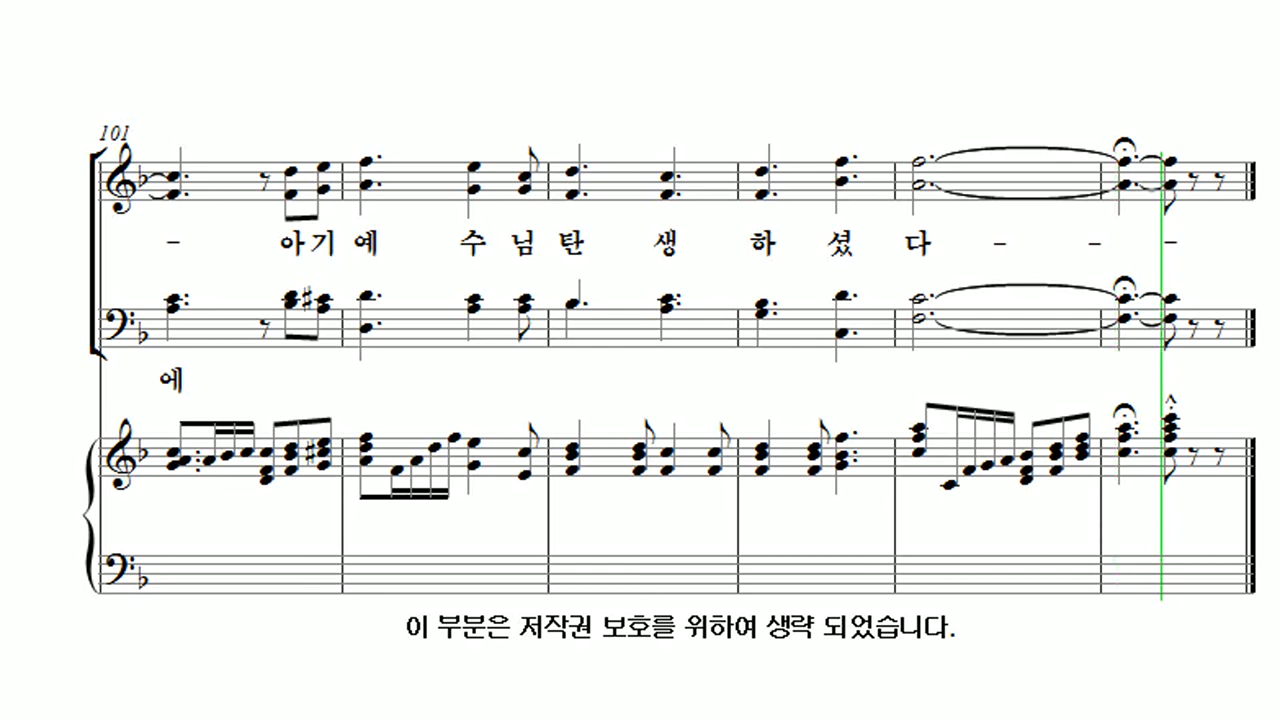 101
- 아기 예 수 님 탄 생 하 셨 다 - - -
에
이 부분은 저작권 보호를 위하여 생략 되었습니다.